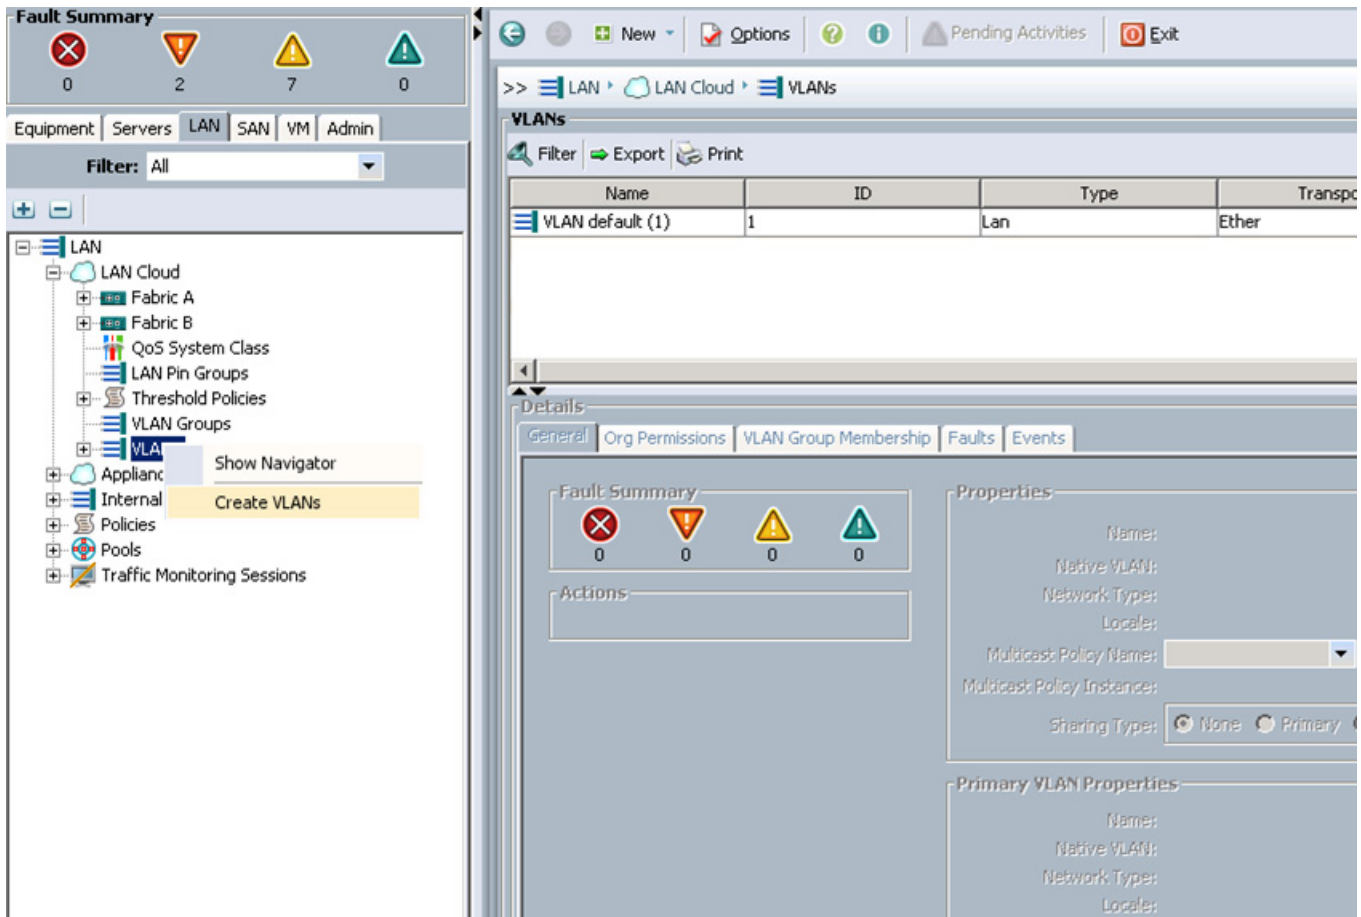 Fault Summary
0 2 7 0
Equipment Servers LAN SAN VM Admin
Filter: All
LAN
LAN Cloud
Fabric A
Fabric B
QoS System Class
LAN Pin Groups
Threshold Policies
VLAN Groups
VLA
Applianc
Internal
Policies
Pools
Traffic Monitoring Sessions
Show Navigator
Create VLANs
New Options Pending Activities Exit
>> LAN LAN Cloud VLANs
VLANs
Filter Export Print
Name ID Type Transpo
VLAN default (1) 1 Lan Ether
Details
General Org Permissions VLAN Group Membership Faults Events
Fault Summary
0 0 0 0
Actions
Properties
Name:
Native VLAN:
Network Type:
Locale:
Multicast Policy Name:
Multicast Policy Instance:
Sharing Type: None Primary
Primary VLAN Properties
Name:
Native VLAN:
Network Type:
Locale: